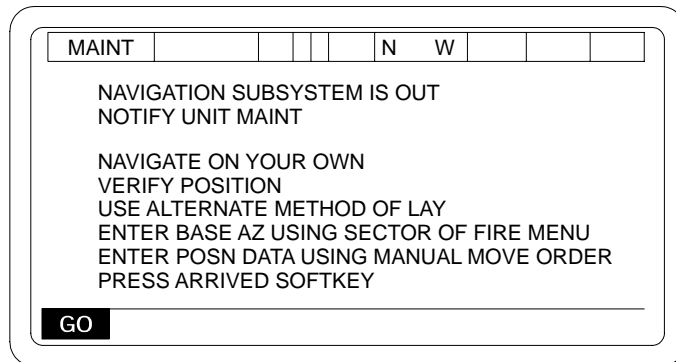 MAINT N W
NAVIGATION SUBSYSTEM IS OUT
NOTIFY UNIT MAINT
NAVIGATE ON YOUR OWN
VERIFY POSITION
USE ALTERNATE METHOD OF LAY
ENTER BASE AZ USING SECTOR OF FIRE MENU
ENTER POSN DATA USING MANUAL MOVE ORDER
PRESS ARRIVED SOFTKEY
GO